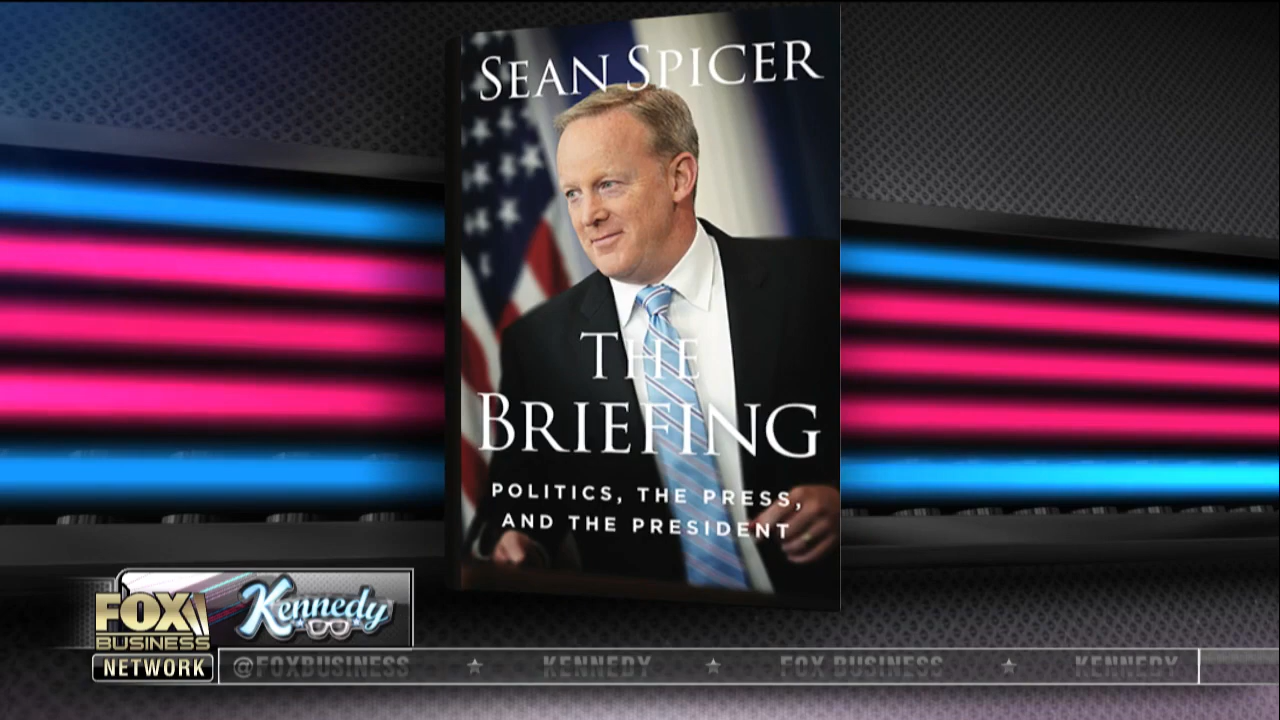 SEAN SPICER
THE
BRIEFING
POLITICS, THE PRESS,
AND THE PRESIDENT
Kennedy
FOX
BUSINESS
NETWORK
@FOXBUSINESS ★ KENNEDY ★ FOX BUSINESS ★ KENNEDY